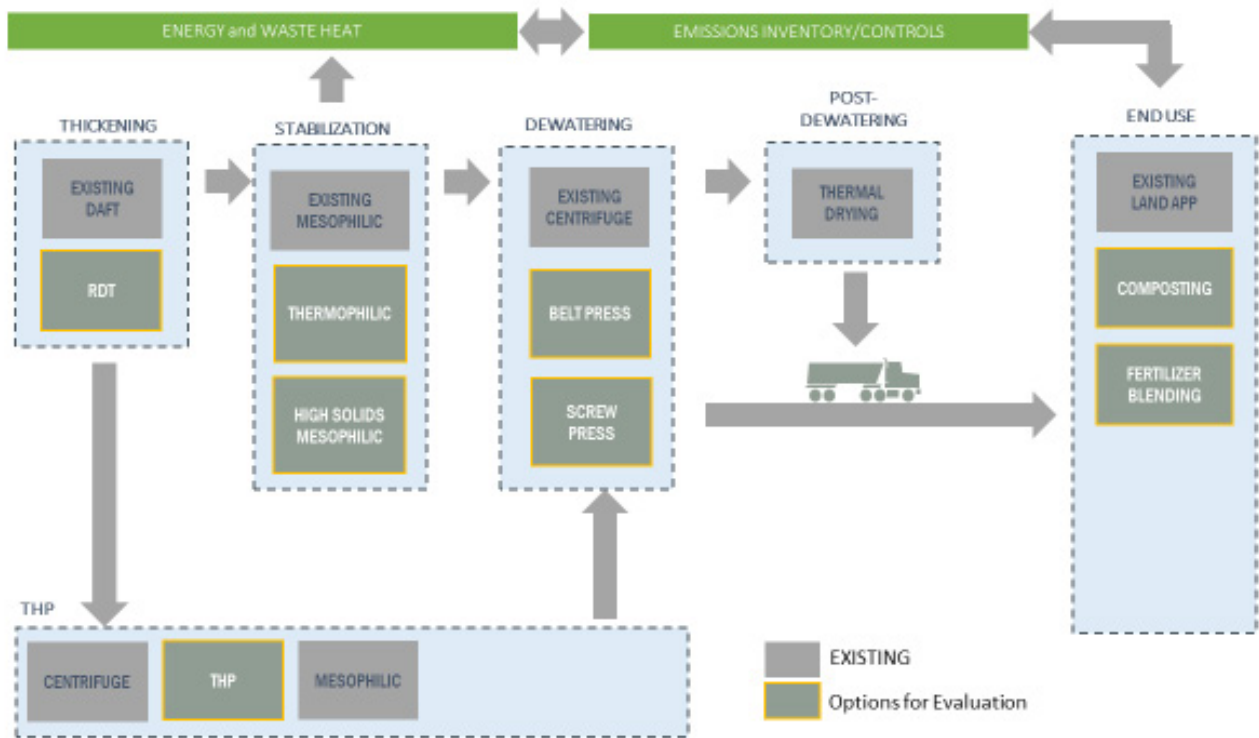 ENERGY and WASTE HEAT
EMISSIONS INVENTORY/CONTROLS
THICKENING
EXISTING
DAFT
RDT
STABILIZATION
EXISTING
MESOPHILIC
THERMOPHILIC
HIGH SOLIDS
MESOPHILIC
DEWATERING
EXISTING
CENTRIFUGE
BELT PRESS
SCREW
PRESS
POST-
DEWATERING
THERMAL
DRYING
END USE
EXISTING
LAND APP
COMPOSTING
FERTILIZER
BLENDING
THP
CENTRIFUGE
THP
MESOPHILIC
EXISTING
Options for Evaluation